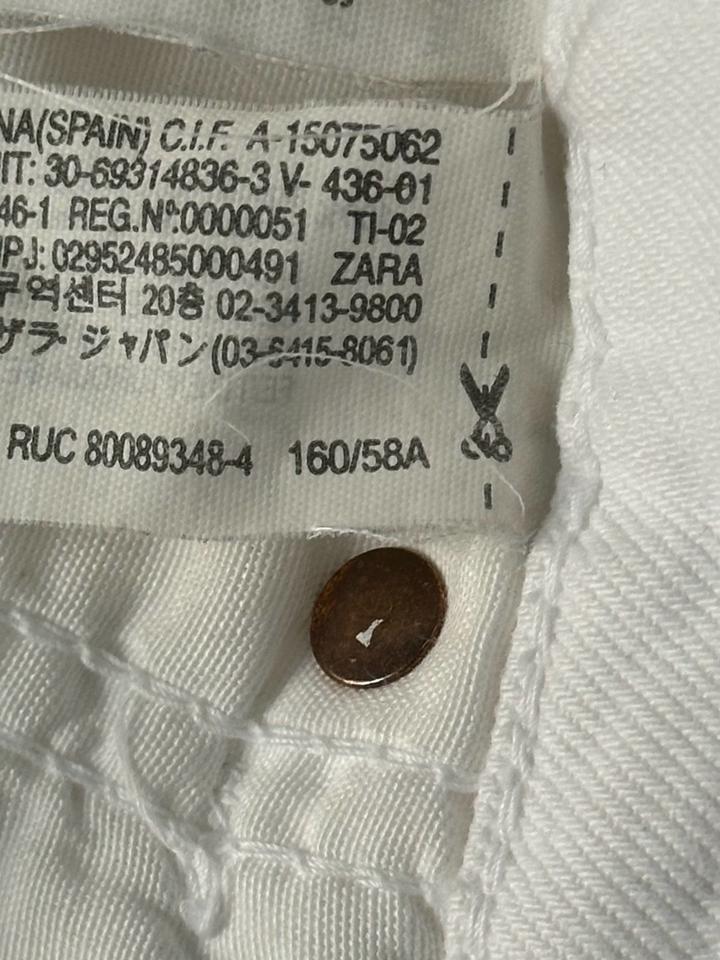 NA(SPAIN) C.I.F. A-15075062
IT: 30-69314836-3 V- 436-01
46-1 REG.Nº:0000051 TI-02
PJ: 02952485000491 ZARA
무역센터 20층 02-3413-9800
ザラ・ジャパン(03-6415-8061)
RUC 80089348-4 160/58A